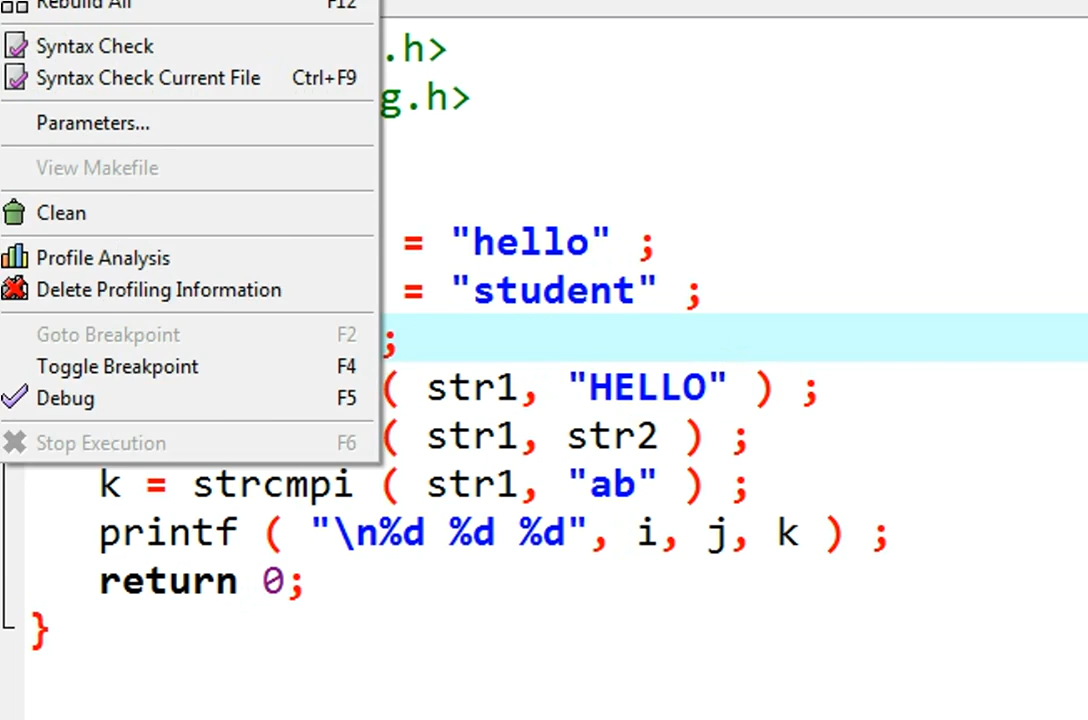 Rebuild All F12
Syntax Check
Syntax Check Current File Ctrl+F9
Parameters...
View Makefile
Clean
Profile Analysis
Delete Profiling Information
Goto Breakpoint F2
Toggle Breakpoint F4
Debug F5
Stop Execution F6
.h>
g.h>
= "hello" ;
= "student" ;
;
( str1, "HELLO" ) ;
( str1, str2 ) ;
k = strcmpi ( str1, "ab" ) ;
printf ( "\n%d %d %d", i, j, k ) ;
return 0;
}